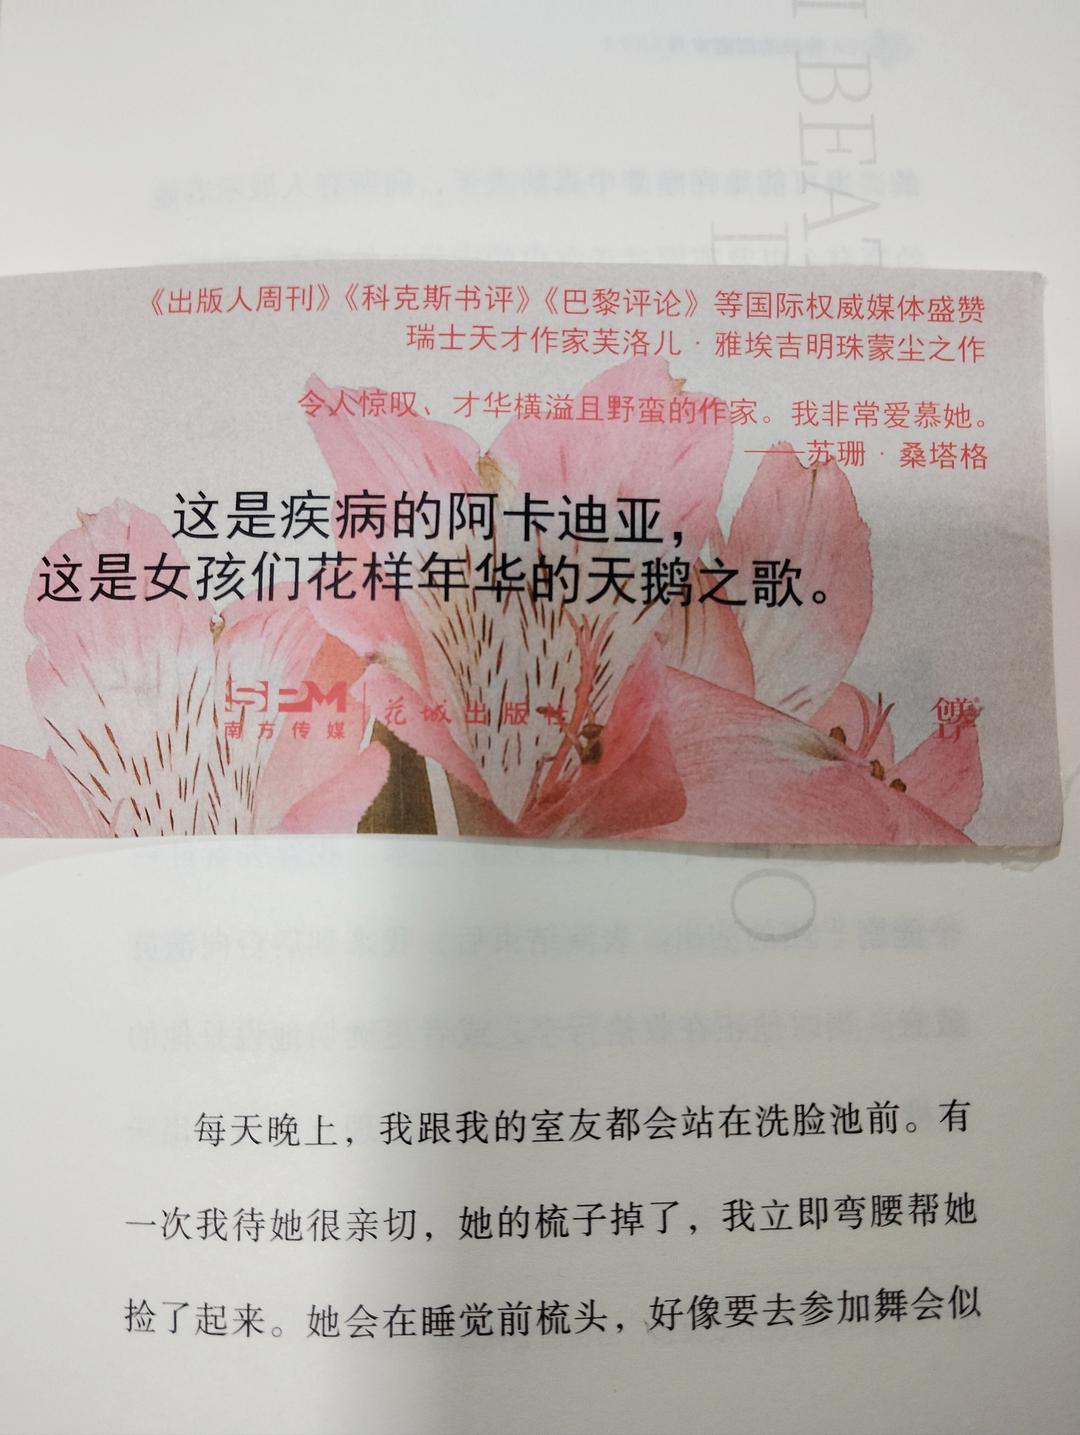 《出版人周刊》《科克斯书评》《巴黎评论》等国际权威媒体盛赞
瑞士天才作家芙洛儿·雅埃吉明珠蒙尘之作
令人惊叹、才华横溢且野蛮的作家。我非常爱慕她。
——苏珊·桑塔格
这是疾病的阿卡迪亚，
这是女孩们花样年华的天鹅之歌。
SPM
南方传媒
花城出版社
每天晚上，我跟我的室友都会站在洗脸池前。有
一次我待她很亲切，她的梳子掉了，我立即弯腰帮她
捡了起来。她会在睡觉前梳头，好像要去参加舞会似